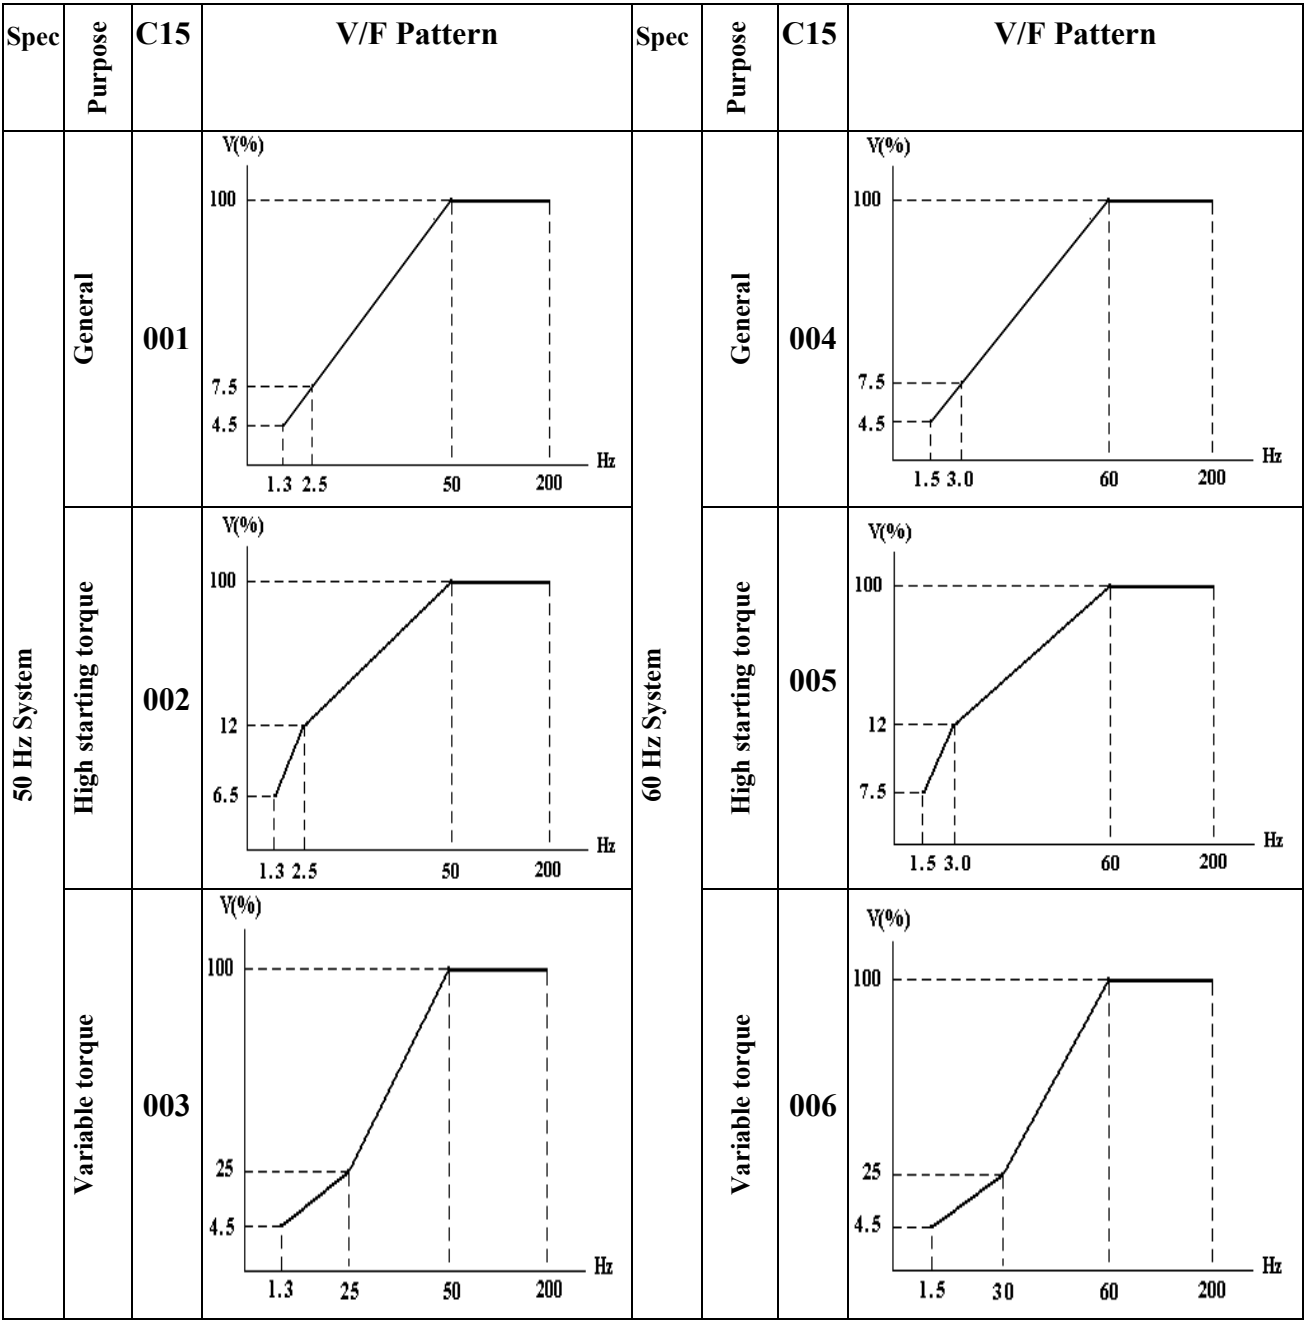 Spec Purpose C15 V/F Pattern Spec Purpose C15 V/F Pattern
50 Hz System
General
001
V(%)
100
7.5
4.5
Hz
1.3 2.5 50 200
High starting torque
002
V(%)
100
12
6.5
Hz
1.3 2.5 50 200
Variable torque
003
V(%)
100
25
4.5
Hz
1.3 25 50 200
60 Hz System
General
004
V(%)
100
7.5
4.5
Hz
1.5 3.0 60 200
High starting torque
005
V(%)
100
12
7.5
Hz
1.5 3.0 60 200
Variable torque
006
V(%)
100
25
4.5
Hz
1.5 30 60 200